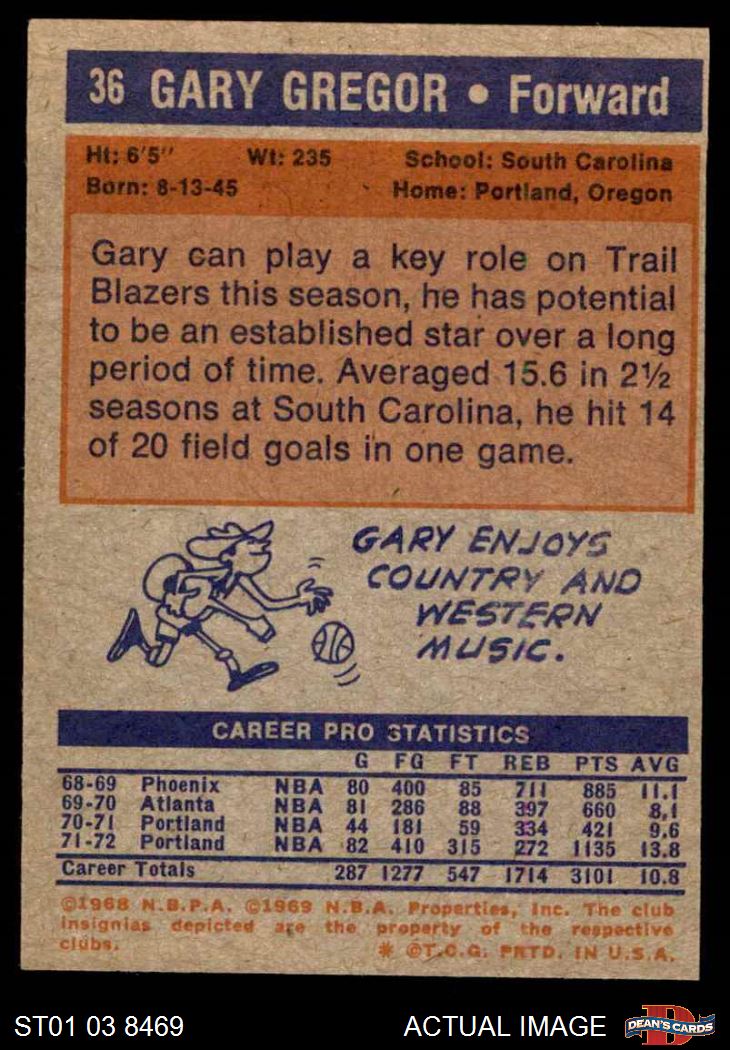 36 GARY GREGOR • Forward
Ht: 6'5" Wt: 235 School: South Carolina
Born: 8-13-45 Home: Portland, Oregon
Gary can play a key role on Trail
Blazers this season, he has potential
to be an established star over a long
period of time. Averaged 15.6 in 2½
seasons at South Carolina, he hit 14
of 20 field goals in one game.
GARY ENJOYS
COUNTRY AND
WESTERN
MUSIC.
CAREER PRO STATISTICS
G FG FT REB PTS AVG
68-69 Phoenix NBA 80 400 85 711 885 11.1
69-70 Atlanta NBA 81 286 88 397 660 8.1
70-71 Portland NBA 44 181 59 334 421 9.6
71-72 Portland NBA 82 410 315 272 1135 13.8
Career Totals 287 1277 547 1714 3101 10.8
©1968 N.B.P.A. ©1969 N.B.A. Properties, Inc. The club
insignias depicted are the property of the respective
clubs. * ©T.C.G. PRTD. IN U.S.A.
ST01 03 8469 ACTUAL IMAGE D DEAN'S CARDS